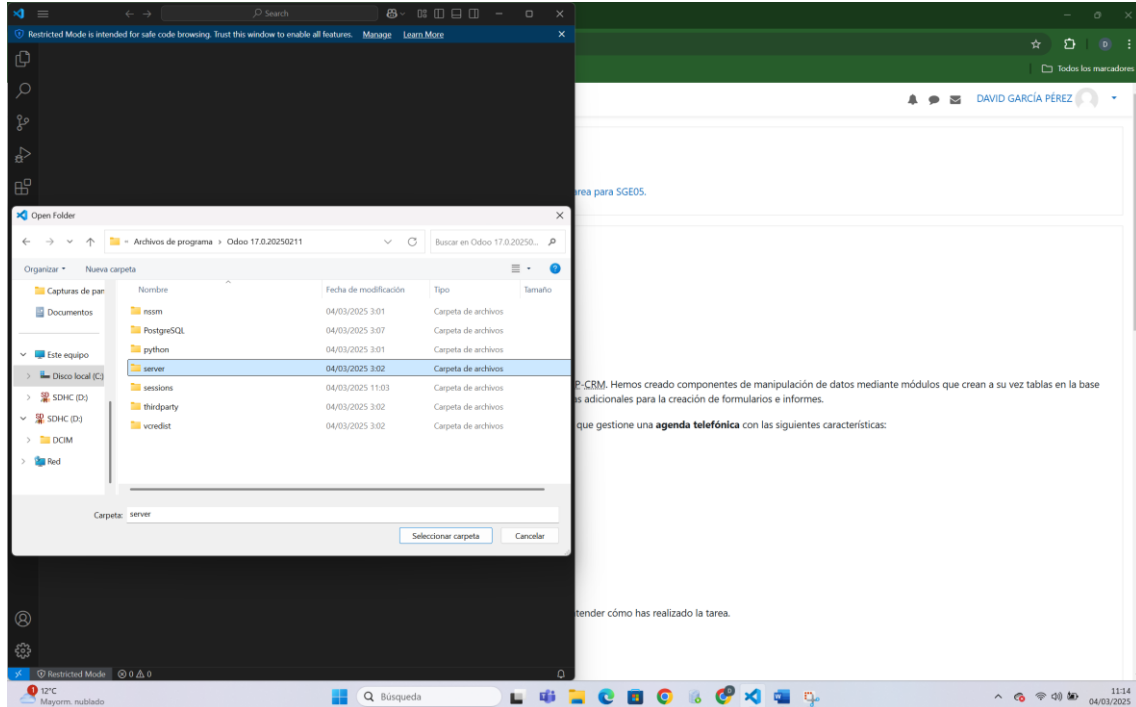 Search
Restricted Mode is intended for safe code browsing. Trust this window to enable all features. Manage Learn More
Todos los marcadores
DAVID GARCÍA PÉREZ
area para SGE05.
Open Folder
Archivos de programa > Odoo 17.0.20250211
Buscar en Odoo 17.0.20250...
Organizar
Nueva carpeta
Nombre Fecha de modificación Tipo Tamaño
Capturas de pan
Documentos
Este equipo
Disco local (C:)
SDHC (D:)
SDHC (D:)
DCIM
Red
nssm 04/03/2025 3:01 Carpeta de archivos
PostgreSQL 04/03/2025 3:07 Carpeta de archivos
python 04/03/2025 3:01 Carpeta de archivos
server 04/03/2025 3:02 Carpeta de archivos
sessions 04/03/2025 11:03 Carpeta de archivos
thirdparty 04/03/2025 3:02 Carpeta de archivos
vcredist 04/03/2025 3:02 Carpeta de archivos
Carpeta: server
Seleccionar carpeta Cancelar
P-CRM. Hemos creado componentes de manipulación de datos mediante módulos que crean a su vez tablas en la base
as adicionales para la creación de formularios e informes.
que gestione una agenda telefónica con las siguientes características:
tender cómo has realizado la tarea.
Restricted Mode 0 0
1
12°C
Mayorm. nublado
Búsqueda
11:14
04/03/2025